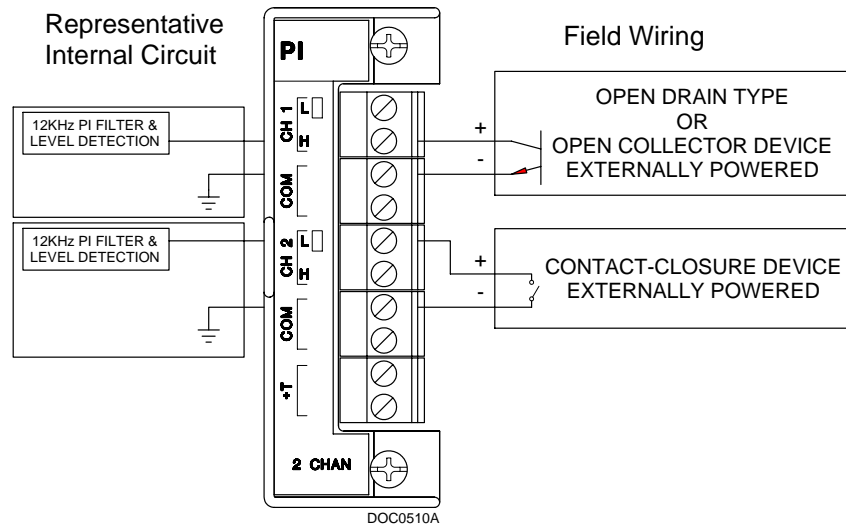 Representative
Internal Circuit
PI
Field Wiring
12KHz PI FILTER &
LEVEL DETECTION
CH 1
L
H
COM
12KHz PI FILTER &
LEVEL DETECTION
CH 2
L
H
COM
+T
2 CHAN
+
-
OPEN DRAIN TYPE
OR
OPEN COLLECTOR DEVICE
EXTERNALLY POWERED
+
-
CONTACT-CLOSURE DEVICE
EXTERNALLY POWERED
DOC0510A